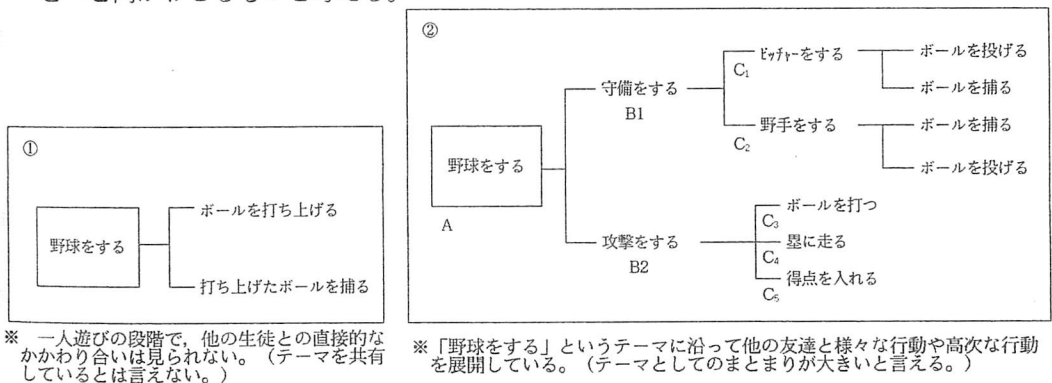 ①
野球をする
ボールを打ち上げる
打ち上げたボールを捕る
※ 一人遊びの段階で,他の生徒との直接的な
かかわり合いは見られない。(テーマを共有
しているとは言えない。)
②
野球をする
A
守備をする
B1
C₁
ピッチャーをする
ボールを投げる
ボールを捕る
C₂
野手をする
ボールを捕る
ボールを投げる
攻撃をする
B2
ボールを打つ
C₃
塁に走る
C₄
得点を入れる
C₅
※「野球をする」というテーマに沿って他の友達と様々な行動や高次な行動
を展開している。(テーマとしてのまとまりが大きいと言える。)